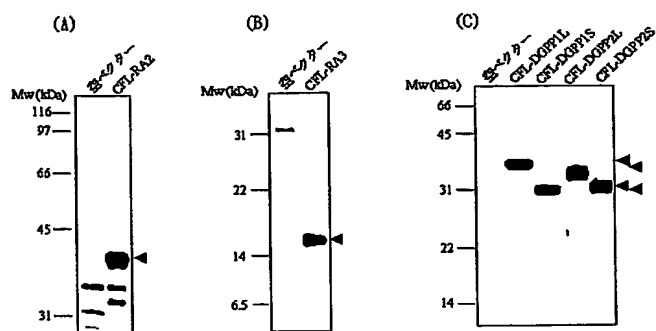 (A)
Mw(kDa)
空ベクター
CFL-RA2
116
97
66
45
31
(B)
Mw(kDa)
空ベクター
CFL-RA3
31
22
14
6.5
(C)
Mw(kDa)
空ベクター
CFL-DGPP1L
CFL-DGPP1S
CFL-DGPP2L
CFL-DGPP2S
66
45
31
22
14